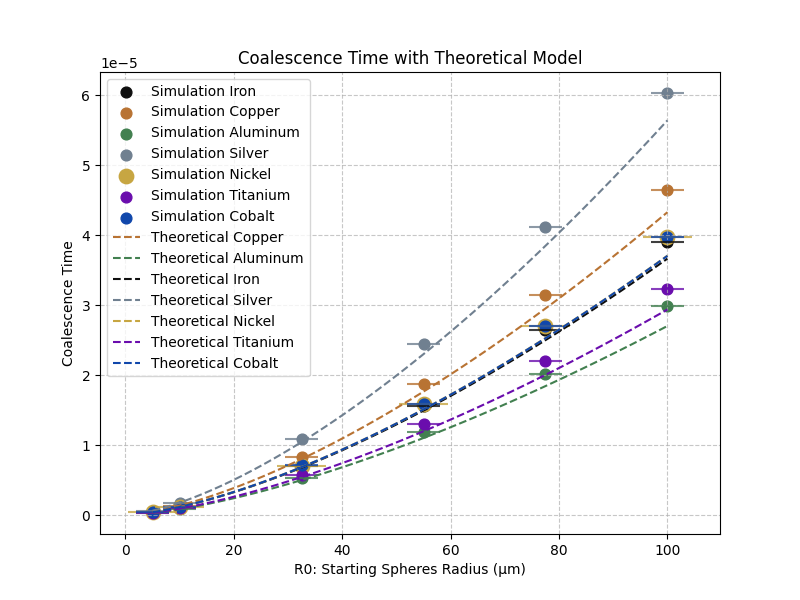 Coalescence Time with Theoretical Model
1e−5
6
5
4
3
2
1
0
Coalescence Time
Simulation Iron
Simulation Copper
Simulation Aluminum
Simulation Silver
Simulation Nickel
Simulation Titanium
Simulation Cobalt
Theoretical Copper
Theoretical Aluminum
Theoretical Iron
Theoretical Silver
Theoretical Nickel
Theoretical Titanium
Theoretical Cobalt
0 20 40 60 80 100
R0: Starting Spheres Radius (μm)